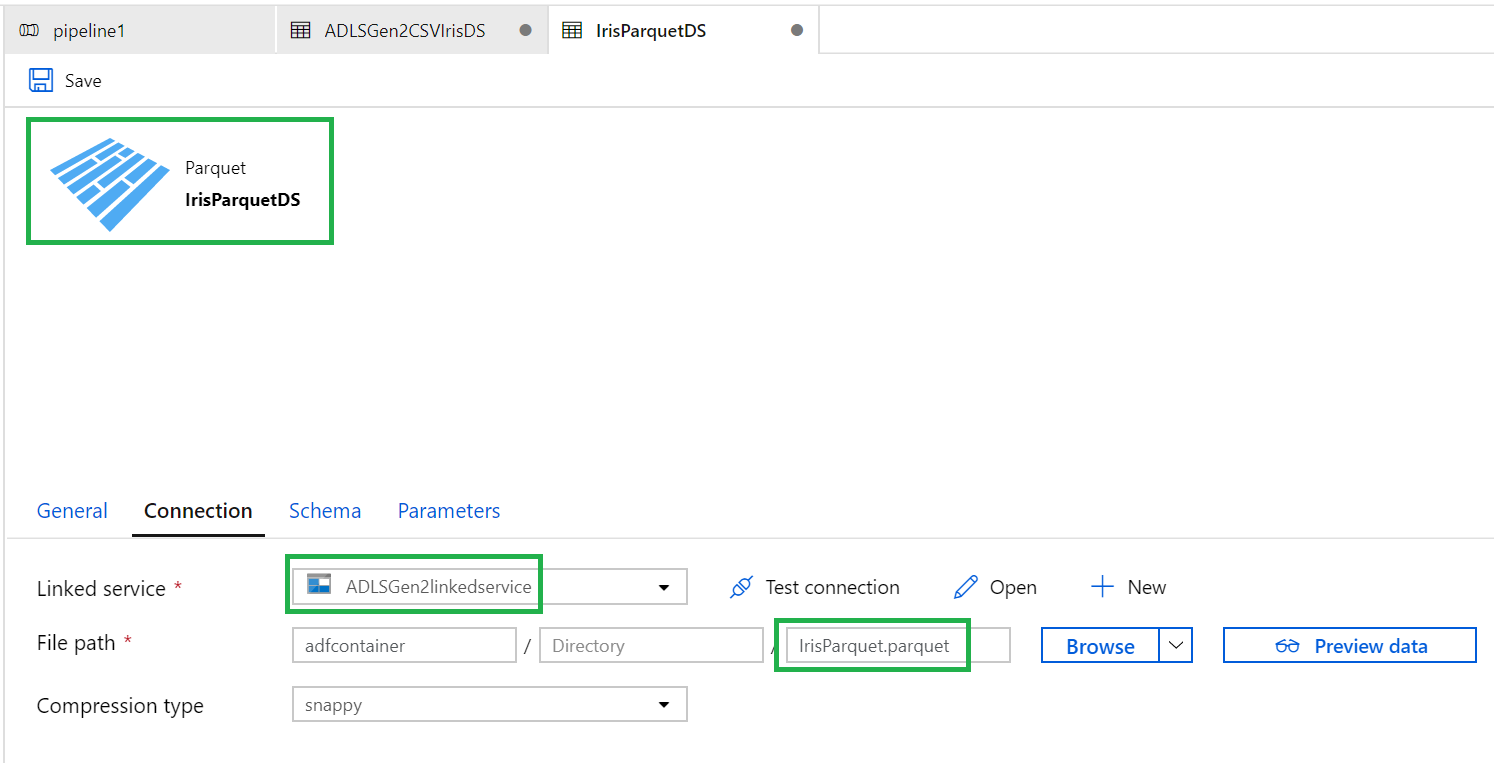 pipeline1 ADLSGen2CSVIrisDS IrisParquetDS
Save
Parquet
IrisParquetDS
General Connection Schema Parameters
Linked service * ADLSGen2linkedservice Test connection Open New
File path * adfcontainer / Directory / IrisParquet.parquet Browse Preview data
Compression type snappy